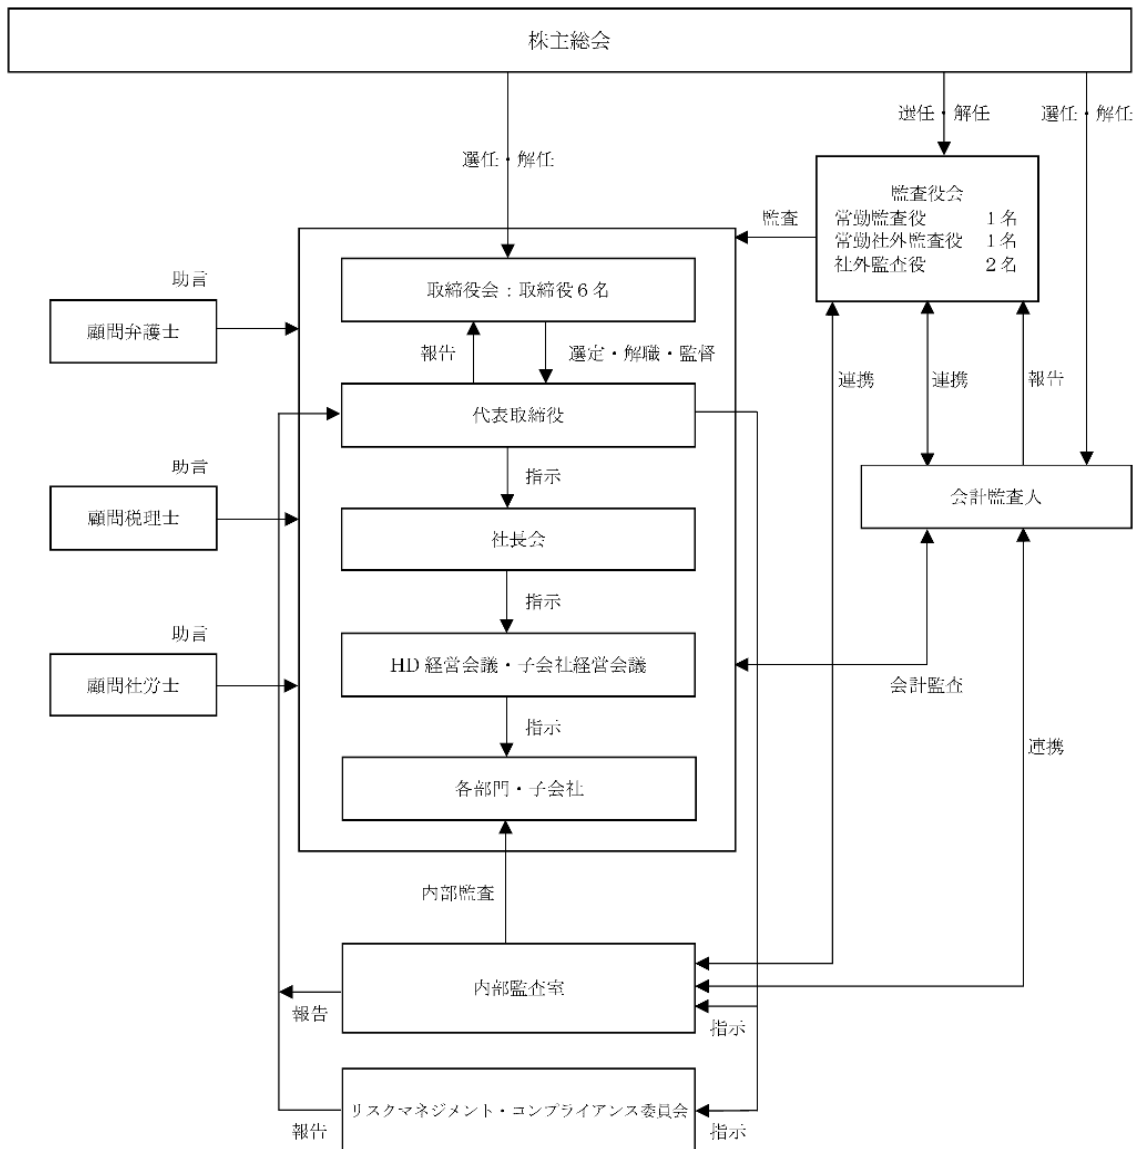 株主総会
選任・解任
選任・解任
選任・解任
監査役会
常勤監査役 1名
常勤社外監査役 1名
社外監査役 2名
監査
取締役会：取締役6名
助言
顧問弁護士
報告
選定・解職・監督
連携
連携
報告
代表取締役
助言
指示
顧問税理士
会計監査人
社長会
指示
助言
顧問社労士
HD 経営会議・子会社経営会議
会計監査
指示
連携
各部門・子会社
内部監査
内部監査室
報告
指示
リスクマネジメント・コンプライアンス委員会
報告
指示